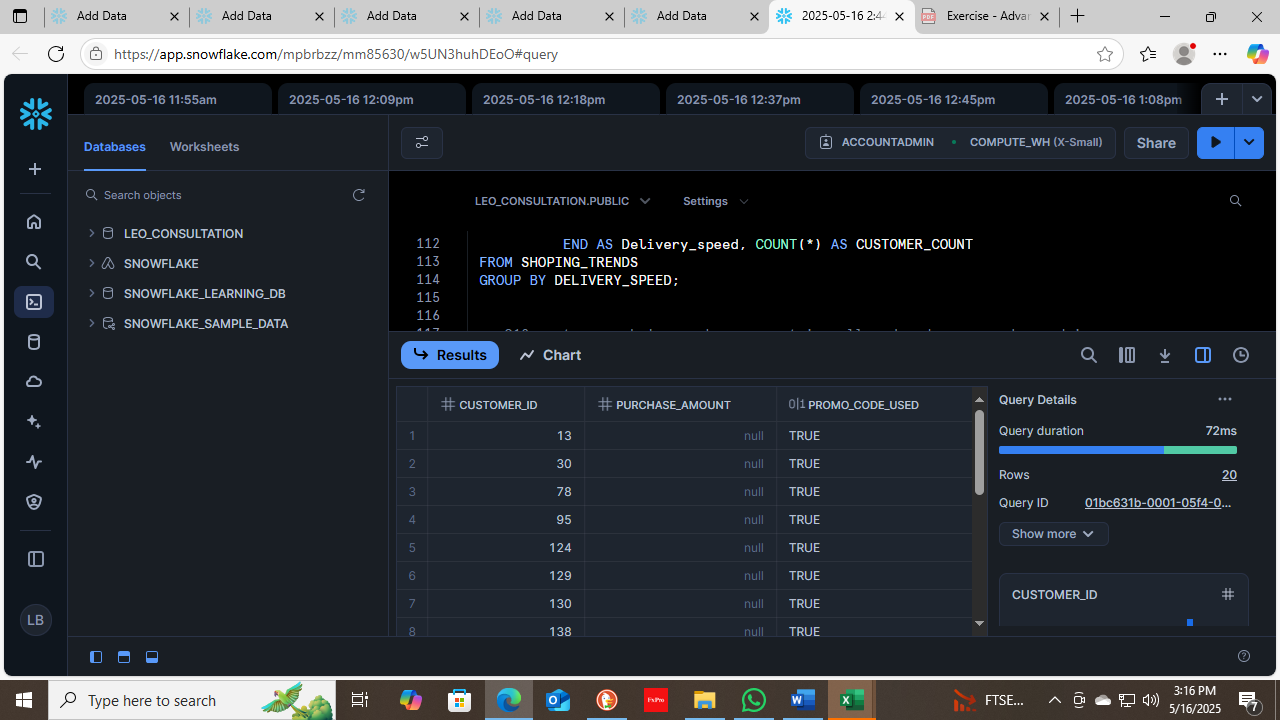 Add Data
Add Data
Add Data
Add Data
Add Data
2025-05-16 2:44
Exercise - Advan
https://app.snowflake.com/mpbrbzz/mm85630/w5UN3huhDEoO#query
2025-05-16 11:55am
2025-05-16 12:09pm
2025-05-16 12:18pm
2025-05-16 12:37pm
2025-05-16 12:45pm
2025-05-16 1:08pm
Databases
Worksheets
ACCOUNTADMIN
COMPUTE_WH (X-Small)
Share
Search objects
LEO_CONSULTATION
SNOWFLAKE
SNOWFLAKE_LEARNING_DB
SNOWFLAKE_SAMPLE_DATA
LB
LEO_CONSULTATION.PUBLIC
Settings
112 END AS Delivery_speed, COUNT(*) AS CUSTOMER_COUNT
113 FROM SHOPING_TRENDS
114 GROUP BY DELIVERY_SPEED;
115
116
117
Results
Chart
CUSTOMER_ID PURCHASE_AMOUNT 0|1 PROMO_CODE_USED
1 13 null TRUE
2 30 null TRUE
3 78 null TRUE
4 95 null TRUE
5 124 null TRUE
6 129 null TRUE
7 130 null TRUE
8 138 null TRUE
Query Details
Query duration 72ms
Rows 20
Query ID 01bc631b-0001-05f4-0...
Show more
CUSTOMER_ID
Type here to search
FxPro
FTSE...
3:16 PM
5/16/2025
7